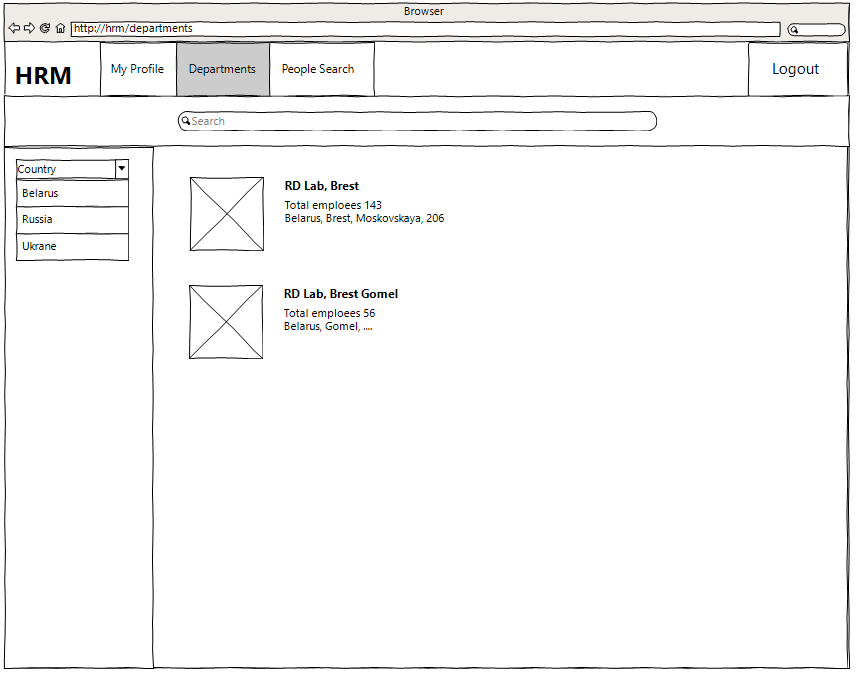 Browser
http://hrm/departments
HRM
My Profile
Departments
People Search
Logout
Search
Country
Belarus
Russia
Ukrane
RD Lab, Brest
Total emploees 143
Belarus, Brest, Moskovskaya, 206
RD Lab, Brest Gomel
Total emploees 56
Belarus, Gomel, ....